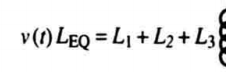 v(t) L_EQ = L_1 + L_2 + L_3